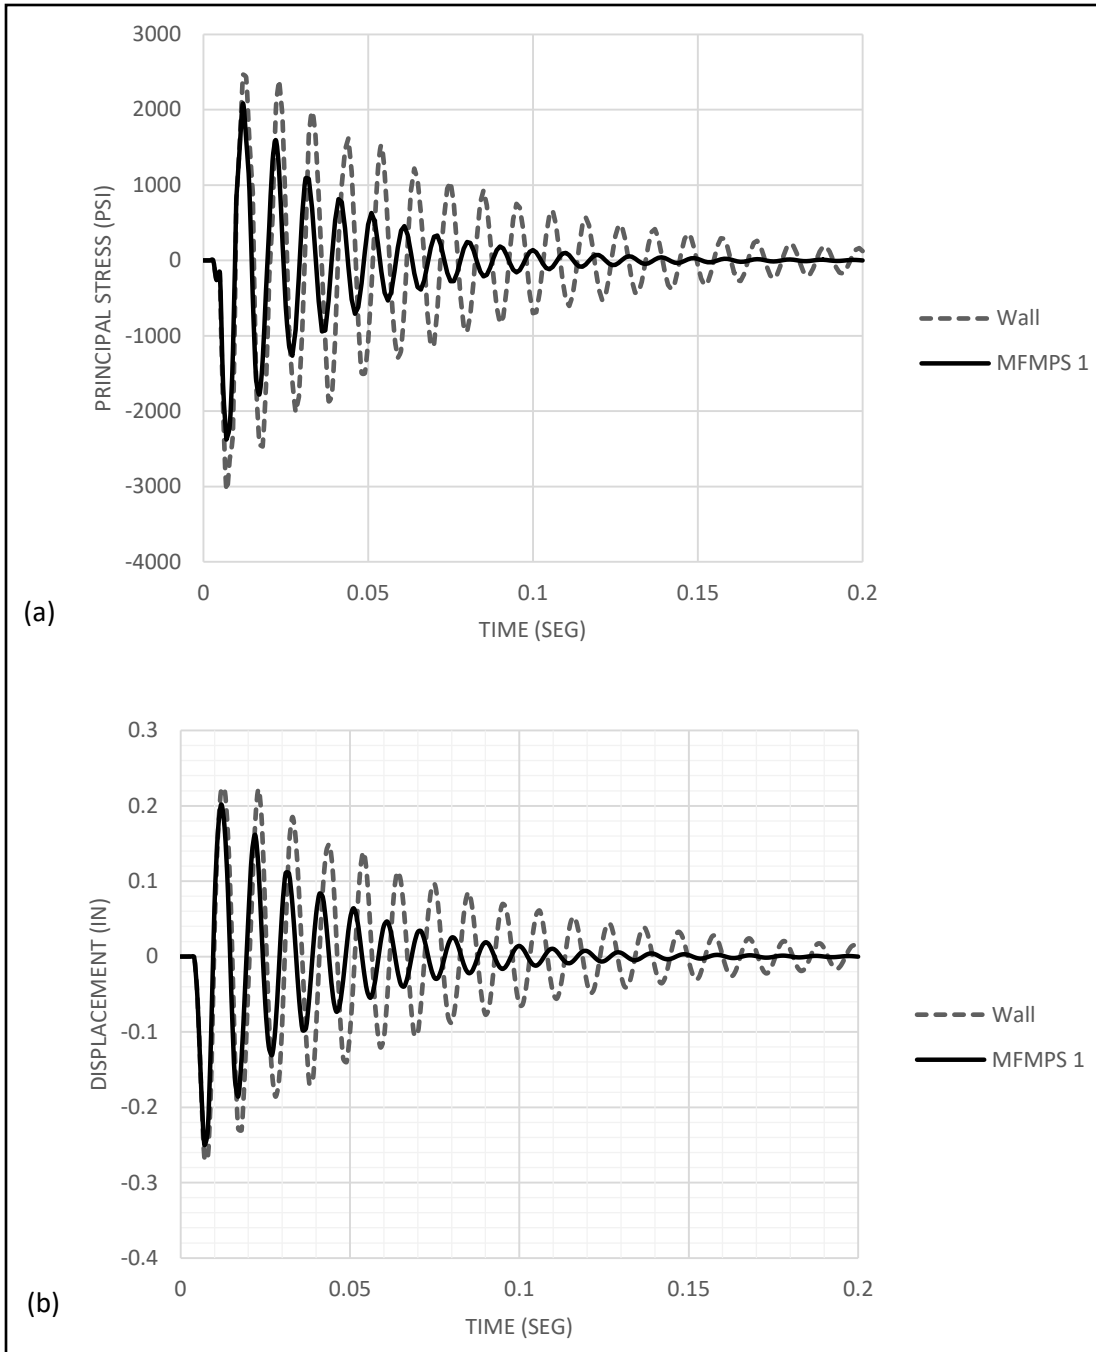 3000
2000
1000
0
-1000
-2000
-3000
-4000
PRINCIPAL STRESS (PSI)
0 0.05 0.1 0.15 0.2
TIME (SEG)
Wall
MFMPS 1
(a)
0.3
0.2
0.1
0
-0.1
-0.2
-0.3
-0.4
DISPLACEMENT (IN)
0 0.05 0.1 0.15 0.2
TIME (SEG)
Wall
MFMPS 1
(b)